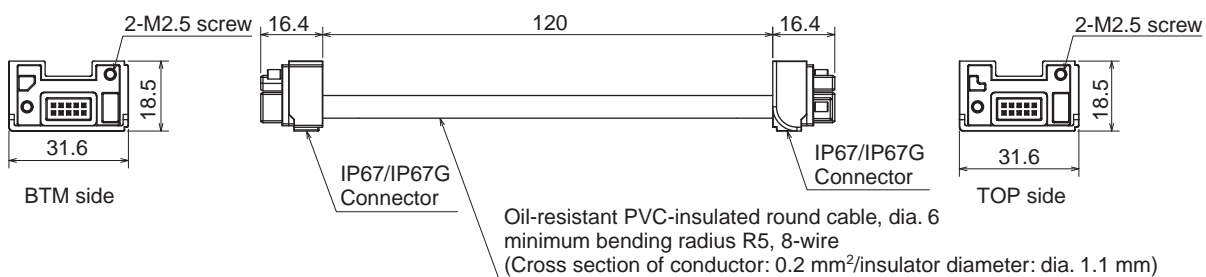 2-M2.5 screw
16.4
120
16.4
2-M2.5 screw
18.5
31.6
BTM side
IP67/IP67G
Connector
IP67/IP67G
Connector
18.5
31.6
TOP side
Oil-resistant PVC-insulated round cable, dia. 6
minimum bending radius R5, 8-wire
(Cross section of conductor: 0.2 mm²/insulator diameter: dia. 1.1 mm)